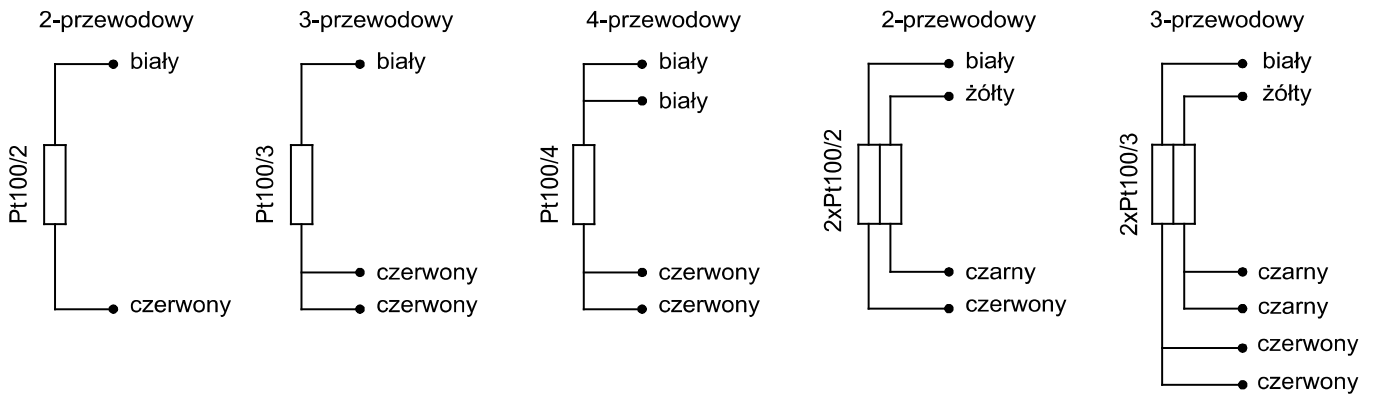 2-przewodowy
biały
Pt100/2
czerwony
3-przewodowy
biały
Pt100/3
czerwony
czerwony
4-przewodowy
biały
biały
Pt100/4
czerwony
czerwony
2-przewodowy
biały
żółty
2xPt100/2
czarny
czerwony
3-przewodowy
biały
żółty
2xPt100/3
czarny
czarny
czerwony
czerwony